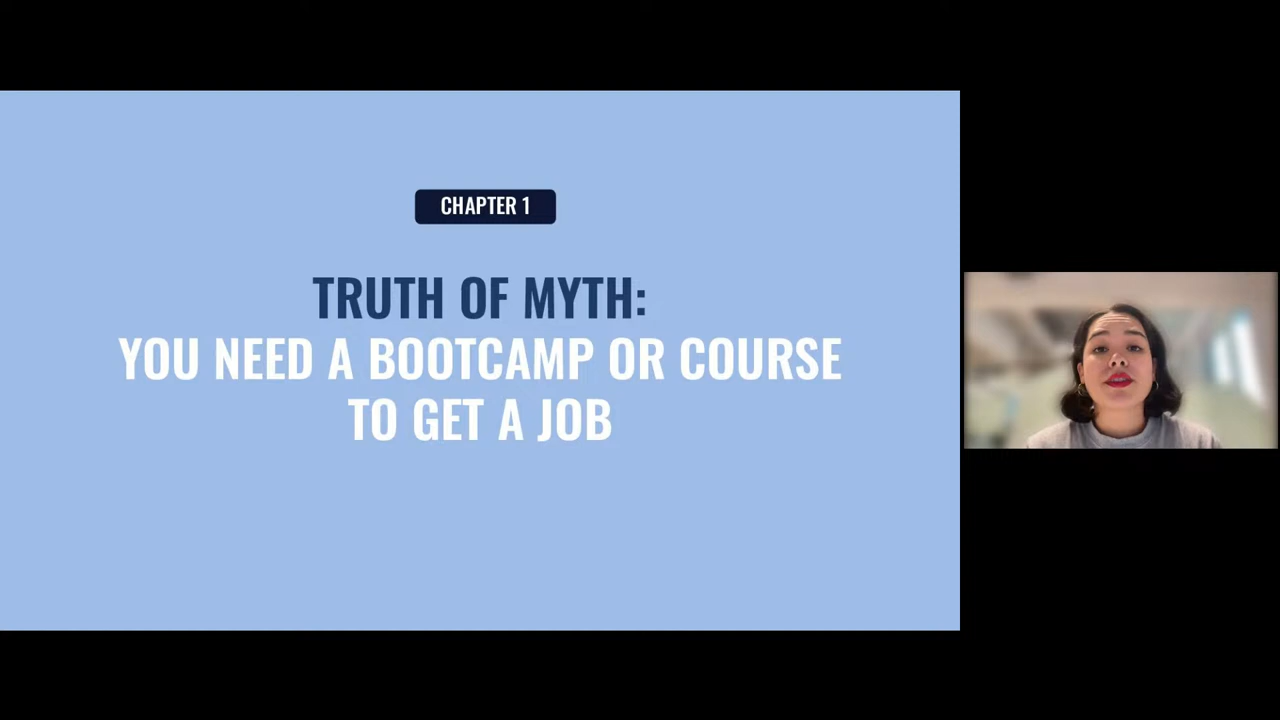 CHAPTER 1
TRUTH OF MYTH:
YOU NEED A BOOTCAMP OR COURSE
TO GET A JOB